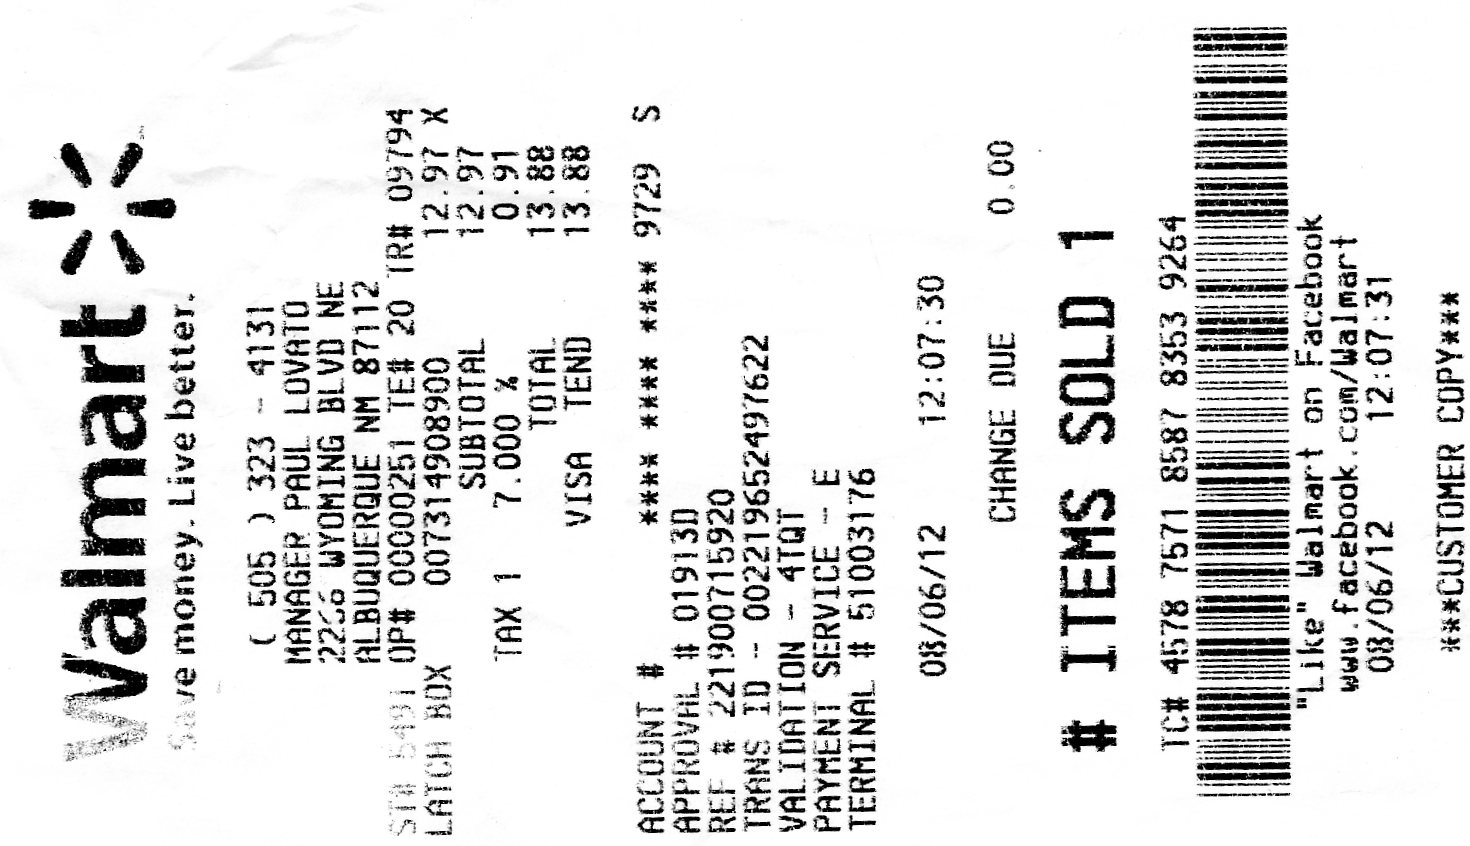 Walmart
Save money. Live better.
( 505 ) 323 - 4131
MANAGER PAUL LOVATO
WYOMING BLVD NE
ALBUQUERQUE NM 87112
ST# 5491 OP# 00000251 TE# 20 TR# 09794
LATCH BOX 007314908900 12.97 X
SUBTOTAL 12.97
TAX 1 7.000 % 0.91
TOTAL 13.88
VISA TEND 13.88
ACCOUNT # **** **** **** 9729 S
APPROVAL # 01913D
REF # 221900715920
TRANS ID - 002219652497622
VALIDATION - 4TQT
PAYMENT SERVICE - E
TERMINAL # 51003176
08/06/12 12:07:30
CHANGE DUE 0.00
# ITEMS SOLD 1
TC# 4578 7571 8587 8353 9264
"Like" Walmart on Facebook
www.facebook.com/Walmart
08/06/12 12:07:31
***CUSTOMER COPY***